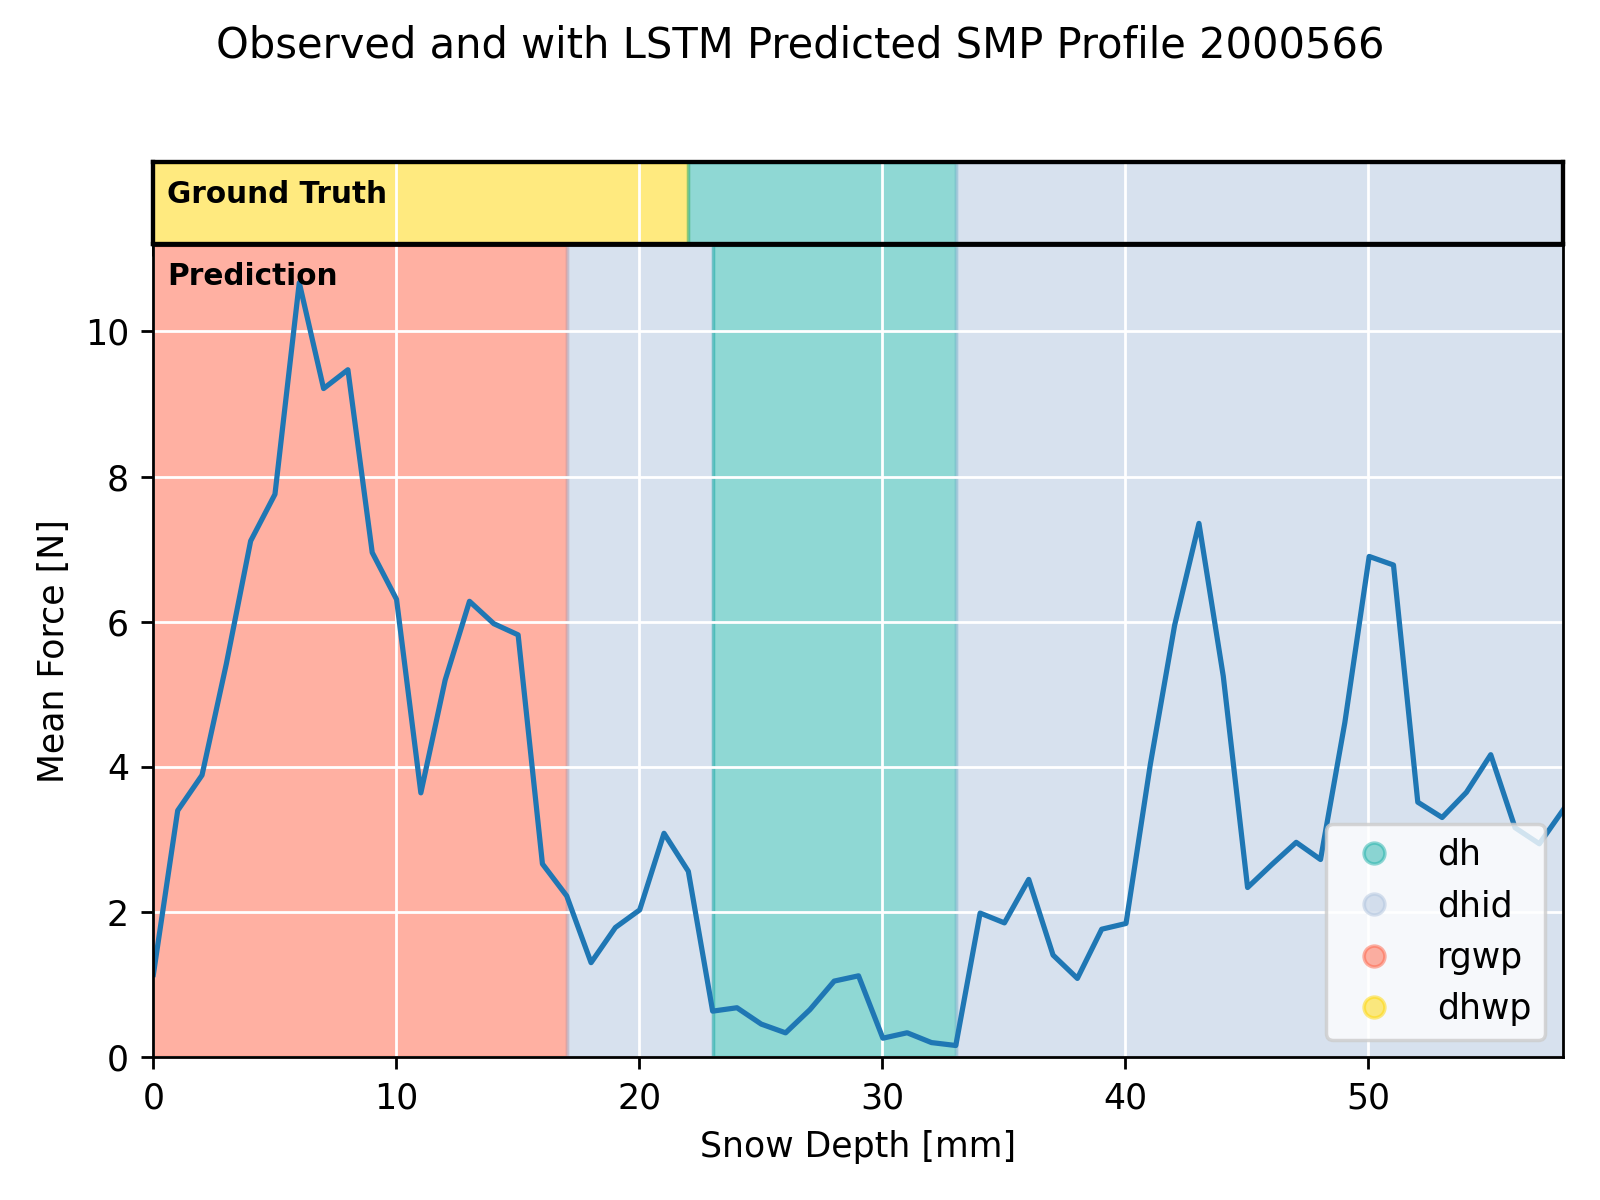 Observed and with LSTM Predicted SMP Profile 2000566
Ground Truth
Prediction
10
8
6
4
2
0
Mean Force [N]
0 10 20 30 40 50
Snow Depth [mm]
dh
dhid
rgwp
dhwp